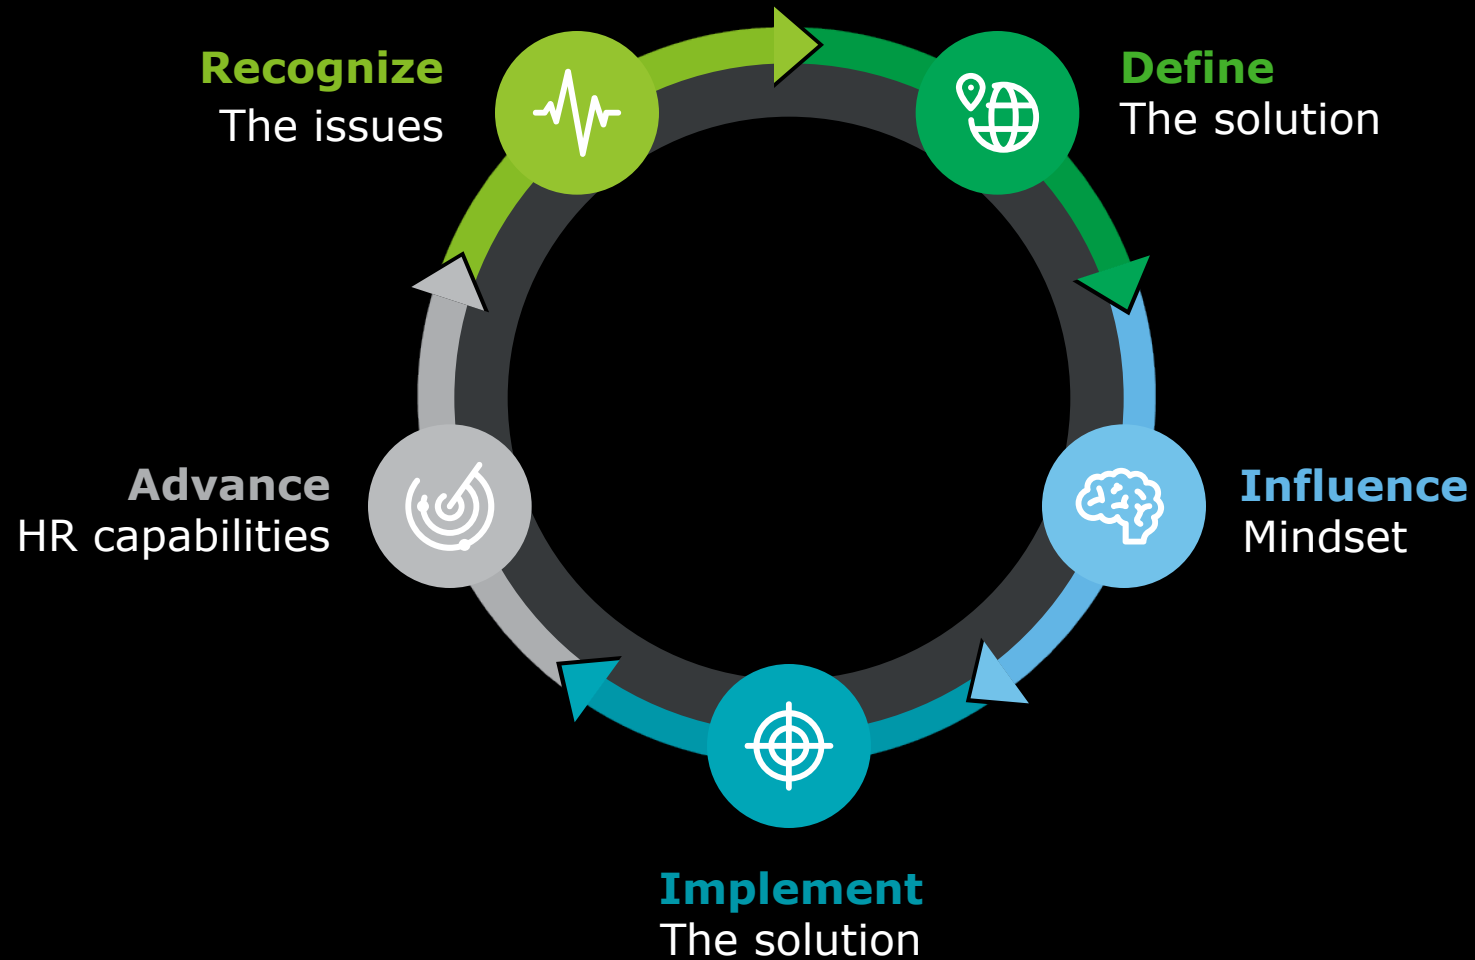 Recognize
The issues
Define
The solution
Influence
Mindset
Implement
The solution
Advance
HR capabilities